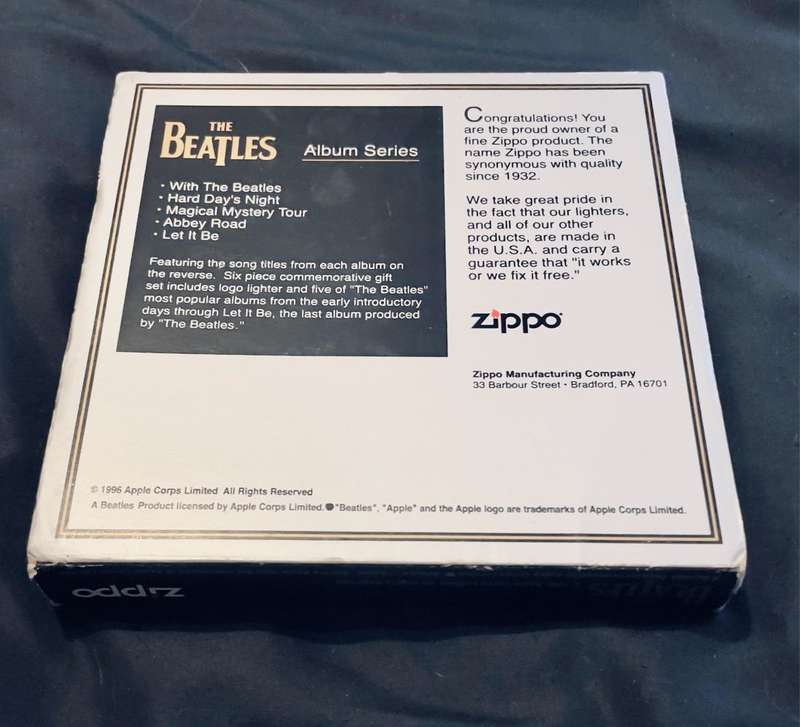 THE
BEATLES
Album Series
• With The Beatles
• Hard Day's Night
• Magical Mystery Tour
• Abbey Road
• Let It Be
Featuring the song titles from each album on
the reverse. Six piece commemorative gift
set includes logo lighter and five of "The Beatles"
most popular albums from the early introductory
days through Let It Be, the last album produced
by "The Beatles."
Congratulations! You
are the proud owner of a
fine Zippo product. The
name Zippo has been
synonymous with quality
since 1932.
We take great pride in
the fact that our lighters,
and all of our other
products, are made in
the U.S.A. and carry a
guarantee that "it works
or we fix it free."
zippo
Zippo Manufacturing Company
33 Barbour Street • Bradford, PA 16701
© 1996 Apple Corps Limited All Rights Reserved
A Beatles Product licensed by Apple Corps Limited. "Beatles", "Apple" and the Apple logo are trademarks of Apple Corps Limited.
zippo
BEATLES